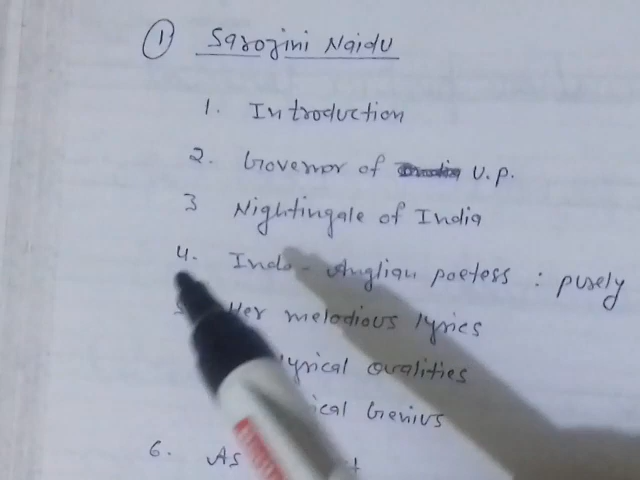 ① Sarojini Naidu
1. Introduction
2. Governor of U.P.
3 Nightingale of India
4. Indo-Anglian poetess : purely
Her melodious lyrics
lyrical qualities
ical Genius
6. As